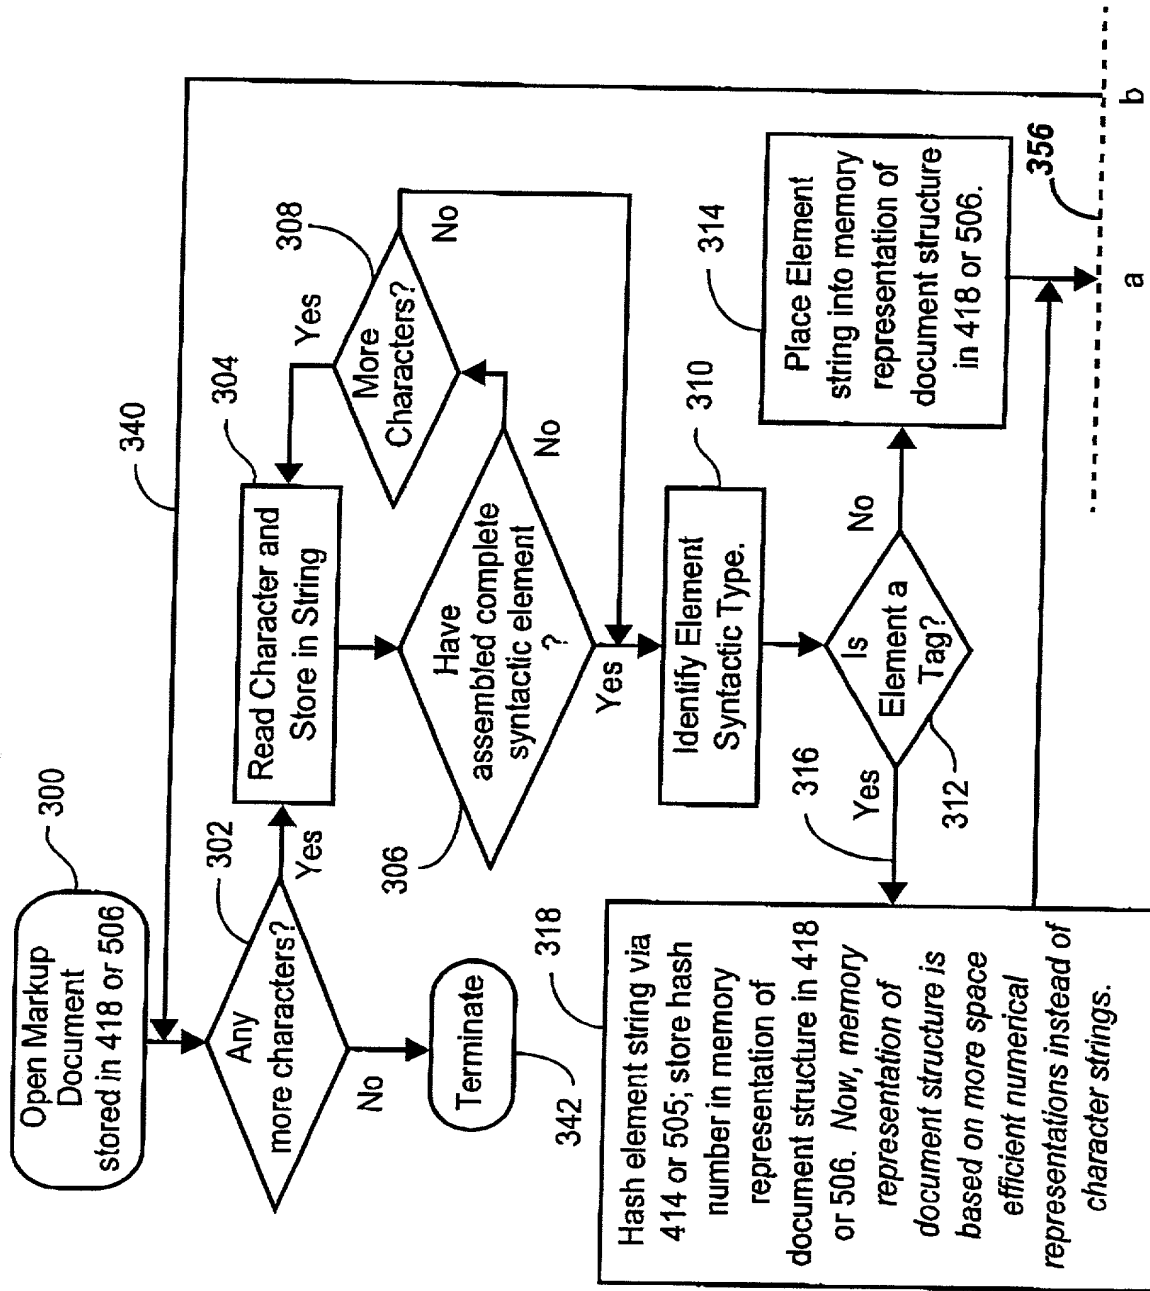 Open Markup
Document
stored in 418 or 506
300
302
Any
more characters?
Yes
No
Terminate
342
340
304
Read Character and
Store in String
308
More
Characters?
Yes
No
306
Have
assembled complete
syntactic element
?
No
Yes
310
Identify Element
Syntactic Type.
Is
Element a
Tag?
312
No
Yes
316
314
Place Element
string into memory
representation of
document structure
in 418 or 506.
318
Hash element string via
414 or 505; store hash
number in memory
representation of
document structure in 418
or 506. Now, memory
representation of
document structure is
based on more space
efficient numerical
representations instead of
character strings.
356
a
b